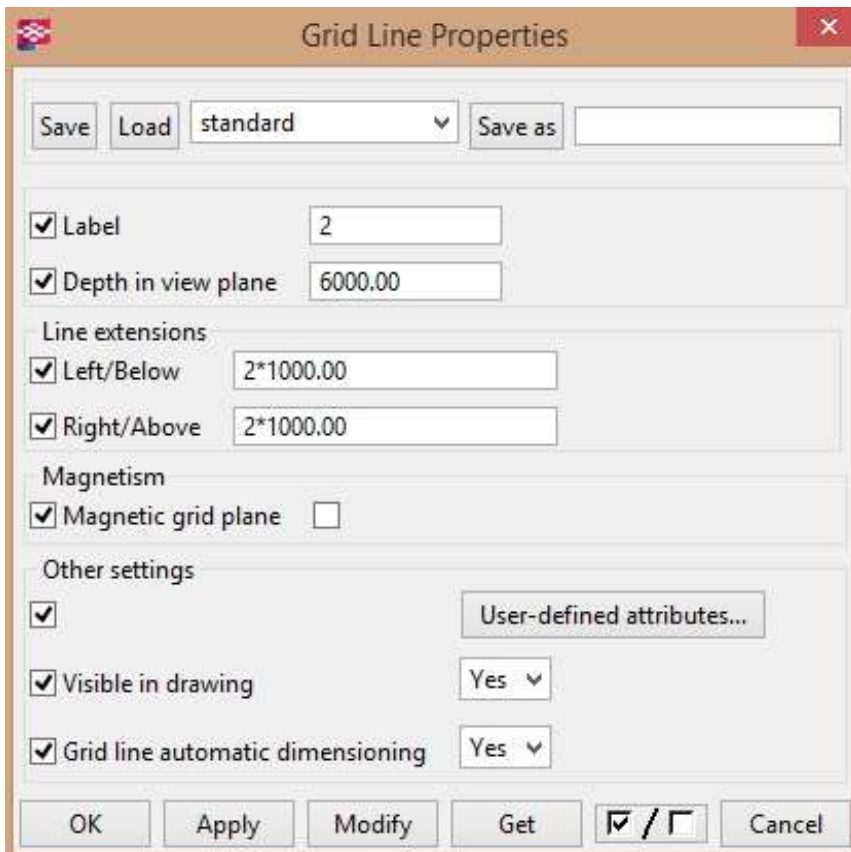 Grid Line Properties
Save Load standard Save as
Label 2
Depth in view plane 6000.00
Line extensions
Left/Below 2*1000.00
Right/Above 2*1000.00
Magnetism
Magnetic grid plane
Other settings
User-defined attributes...
Visible in drawing Yes
Grid line automatic dimensioning Yes
OK Apply Modify Get / Cancel